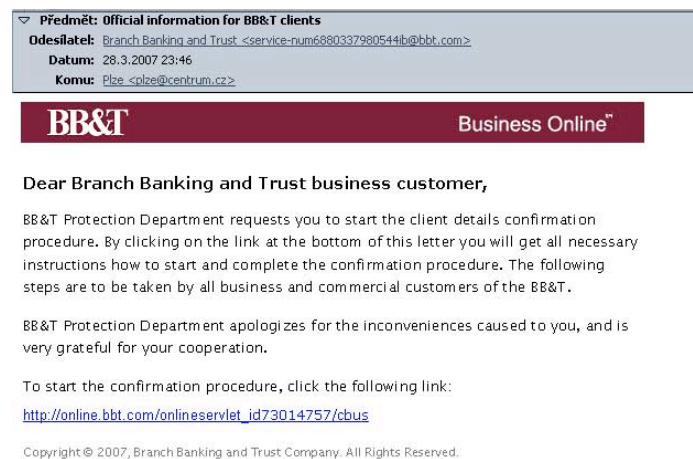 Předmět: Official information for BB&T clients
Odesílatel: Branch Banking and Trust <service-num6880337980544ib@bbt.com>
Datum: 28.3.2007 23:46
Komu: Plze <plze@centrum.cz>
BB&T Business Online™
Dear Branch Banking and Trust business customer,
BB&T Protection Department requests you to start the client details confirmation
procedure. By clicking on the link at the bottom of this letter you will get all necessary
instructions how to start and complete the confirmation procedure. The following
steps are to be taken by all business and commercial customers of the BB&T.
BB&T Protection Department apologizes for the inconveniences caused to you, and is
very grateful for your cooperation.
To start the confirmation procedure, click the following link:
http://online.bbt.com/onlineservlet_id73014757/cbus
Copyright © 2007, Branch Banking and Trust Company. All Rights Reserved.